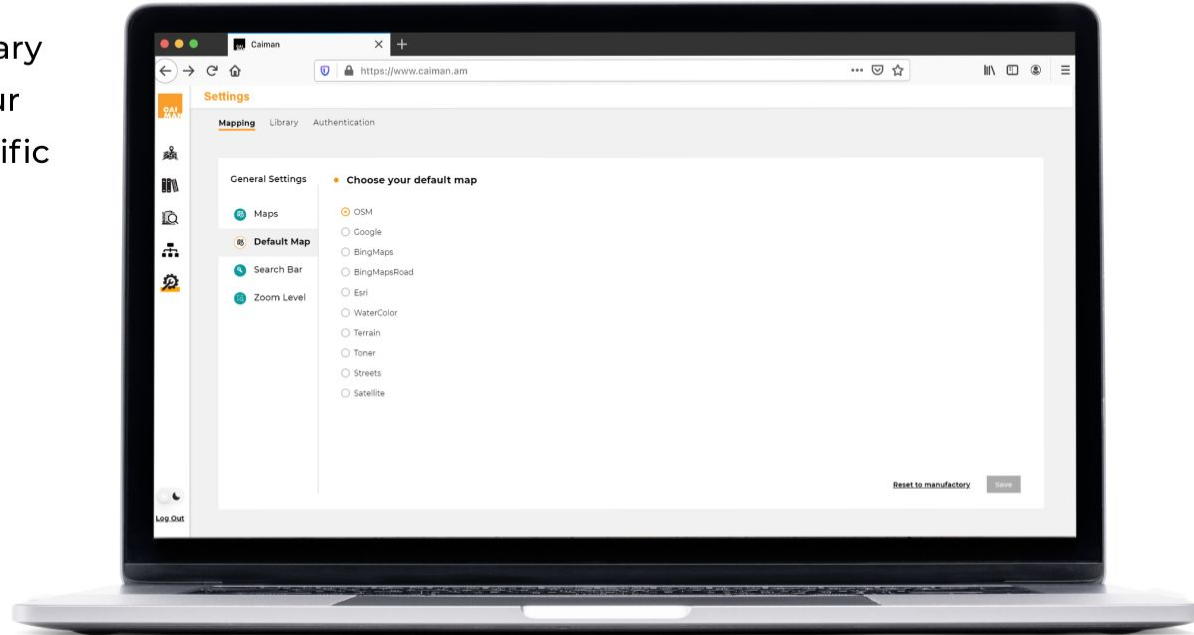 ary
ur
ific
Caiman
https://www.caiman.am
CAI
MAN
Settings
Mapping Library Authentication
General Settings
Maps
Default Map
Search Bar
Zoom Level
Choose your default map
OSM
Google
BingMaps
BingMapsRoad
Esri
WaterColor
Terrain
Toner
Streets
Satellite
Reset to manufactory
Save
Log Out